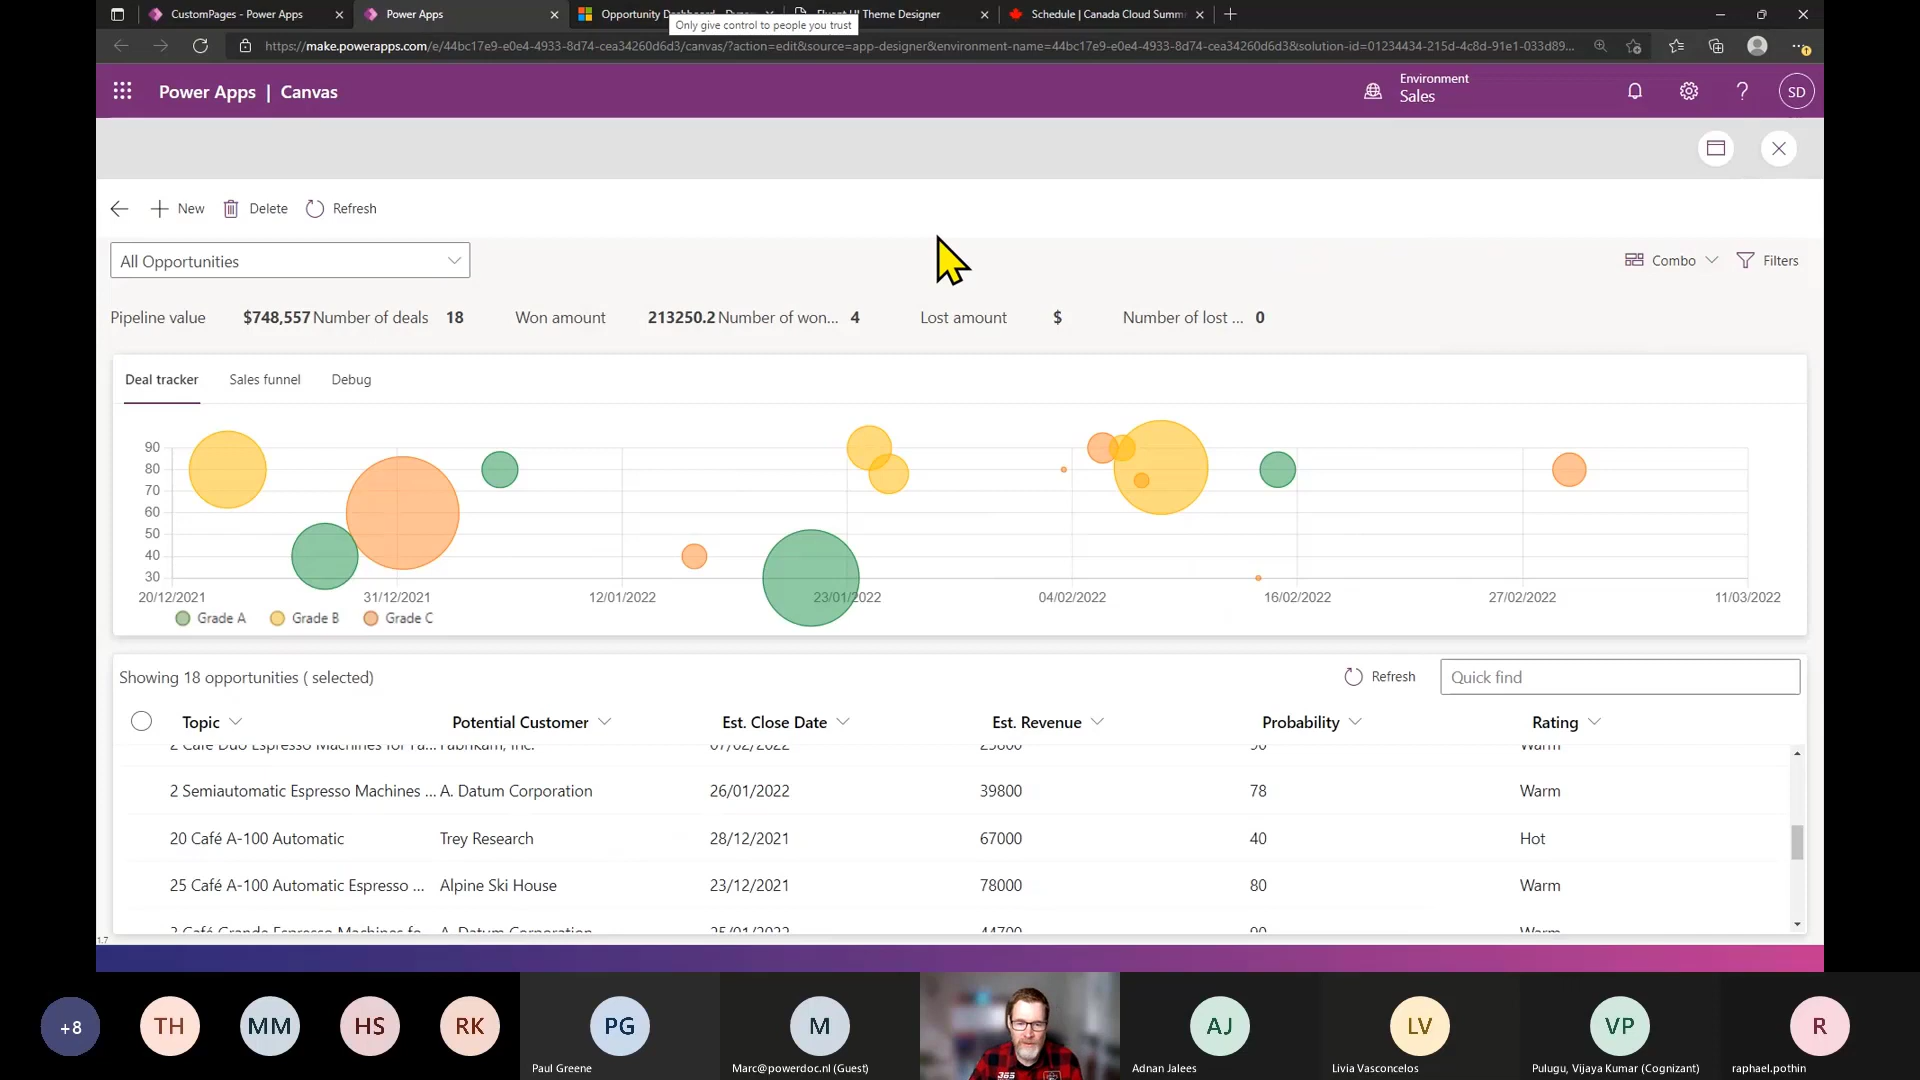 CustomPages - Power Apps
Power Apps
Opportunity Dashboard
Fluent UI Theme Designer
Schedule | Canada Cloud Summ
Only give control to people you trust
https://make.powerapps.com/e/44bc17e9-e0e4-4933-8d74-cea34260d6d3/canvas/?action=edit&source=app-designer&environment-name=44bc17e9-e0e4-4933-8d74-cea34260d6d3&solution-id=01234434-215d-4c8d-91e1-033d89...
Power Apps | Canvas
Environment
Sales
SD
New
Delete
Refresh
All Opportunities
Combo
Filters
Pipeline value $748,557 Number of deals 18 Won amount 213250.2 Number of won... 4 Lost amount $ Number of lost ... 0
Deal tracker Sales funnel Debug
90
80
70
60
50
40
30
20/12/2021 31/12/2021 12/01/2022 23/01/2022 04/02/2022 16/02/2022 27/02/2022 11/03/2022
Grade A Grade B Grade C
Showing 18 opportunities ( selected)
Refresh
Quick find
Topic Potential Customer Est. Close Date Est. Revenue Probability Rating
2 Semiautomatic Espresso Machines ... A. Datum Corporation 26/01/2022 39800 78 Warm
20 Café A-100 Automatic Trey Research 28/12/2021 67000 40 Hot
25 Café A-100 Automatic Espresso ... Alpine Ski House 23/12/2021 78000 80 Warm
1.7
+8
TH
MM
HS
RK
PG
Paul Greene
M
Marc@powerdoc.nl (Guest)
365
AJ
Adnan Jalees
LV
Livia Vasconcelos
VP
Pulugu, Vijaya Kumar (Cognizant)
R
raphael.pothin